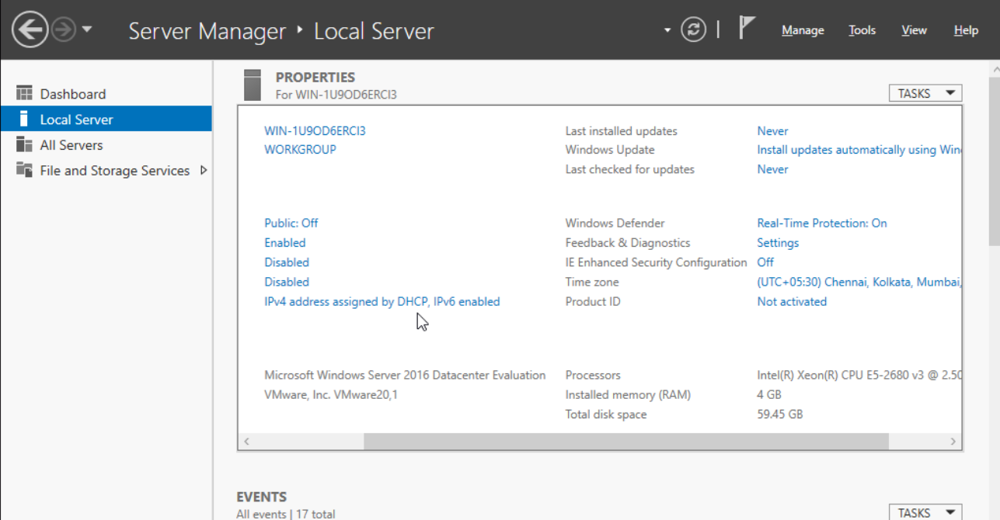 Server Manager ‣ Local Server
Manage Tools View Help
Dashboard
Local Server
All Servers
File and Storage Services
PROPERTIES
For WIN-1U9OD6ERCI3
TASKS
WIN-1U9OD6ERCI3 Last installed updates Never
WORKGROUP Windows Update Install updates automatically using Win
Last checked for updates Never
Public: Off Windows Defender Real-Time Protection: On
Enabled Feedback & Diagnostics Settings
Disabled IE Enhanced Security Configuration Off
Disabled Time zone (UTC+05:30) Chennai, Kolkata, Mumbai,
IPv4 address assigned by DHCP, IPv6 enabled Product ID Not activated
Microsoft Windows Server 2016 Datacenter Evaluation Processors Intel(R) Xeon(R) CPU E5-2680 v3 @ 2.50
VMware, Inc. VMware20,1 Installed memory (RAM) 4 GB
Total disk space 59.45 GB
EVENTS
All events | 17 total
TASKS